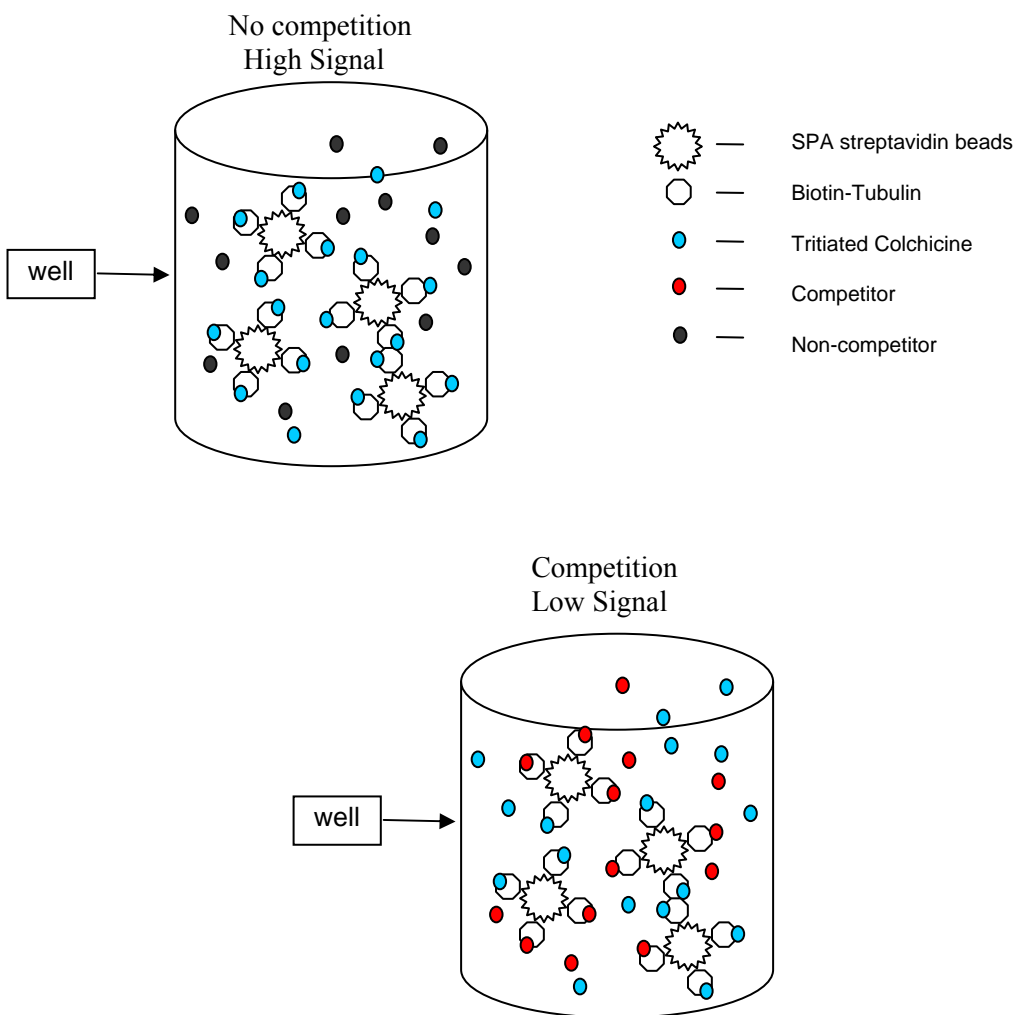 No competition
High Signal
SPA streptavidin beads
Biotin-Tubulin
Tritiated Colchicine
Competitor
Non-competitor
well
Competition
Low Signal
well